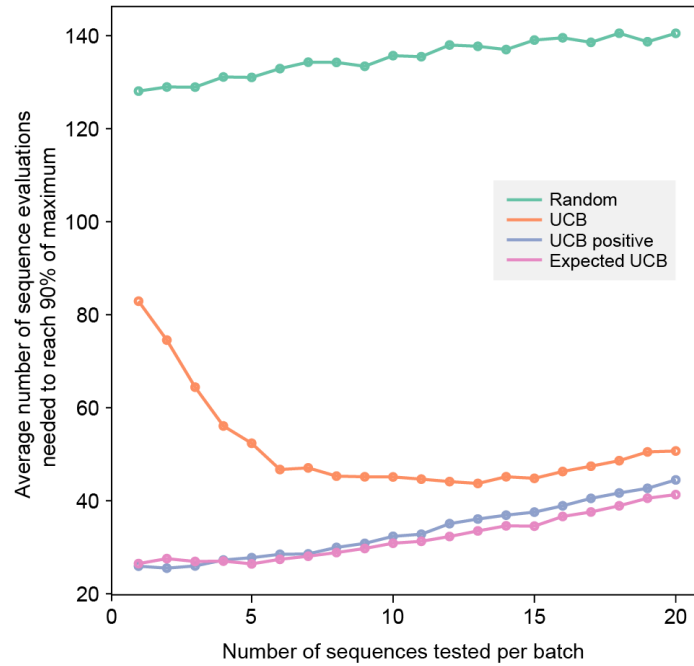 140
120
100
80
60
40
20
0
5
10
15
20
Average number of sequence evaluations
needed to reach 90% of maximum
Random
UCB
UCB positive
Expected UCB
Number of sequences tested per batch